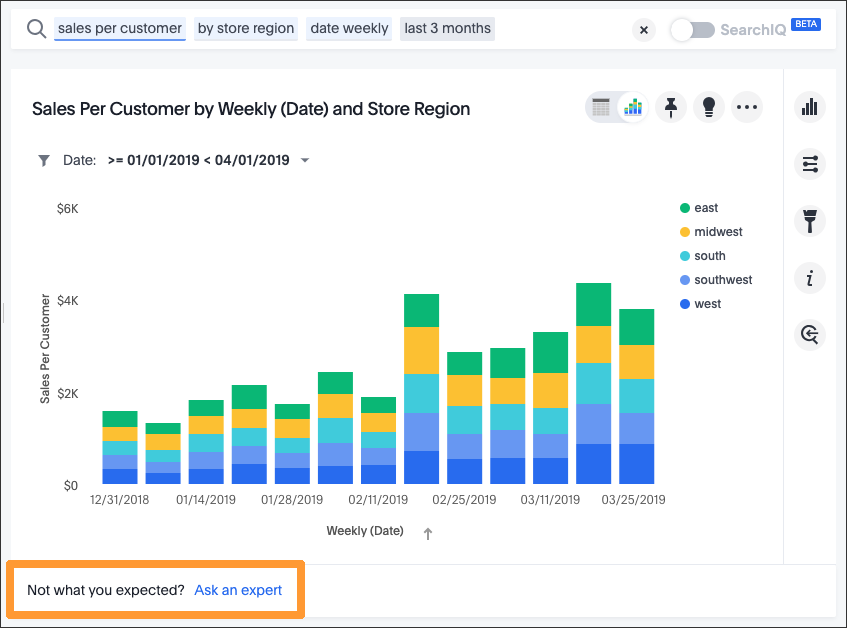 sales per customer by store region date weekly last 3 months SearchIQ BETA
Sales Per Customer by Weekly (Date) and Store Region
Date: >= 01/01/2019 < 04/01/2019
$6K
$4K
$2K
$0
Sales Per Customer
12/31/2018 01/14/2019 01/28/2019 02/11/2019 02/25/2019 03/11/2019 03/25/2019
Weekly (Date)
east
midwest
south
southwest
west
Not what you expected? Ask an expert